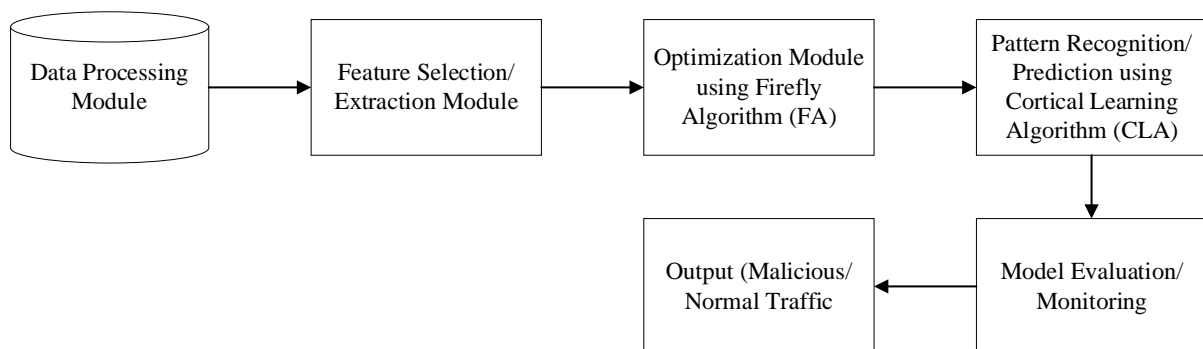 Data Processing
Module
Feature Selection/
Extraction Module
Optimization Module
using Firefly
Algorithm (FA)
Pattern Recognition/
Prediction using
Cortical Learning
Algorithm (CLA)
Model Evaluation/
Monitoring
Output (Malicious/
Normal Traffic